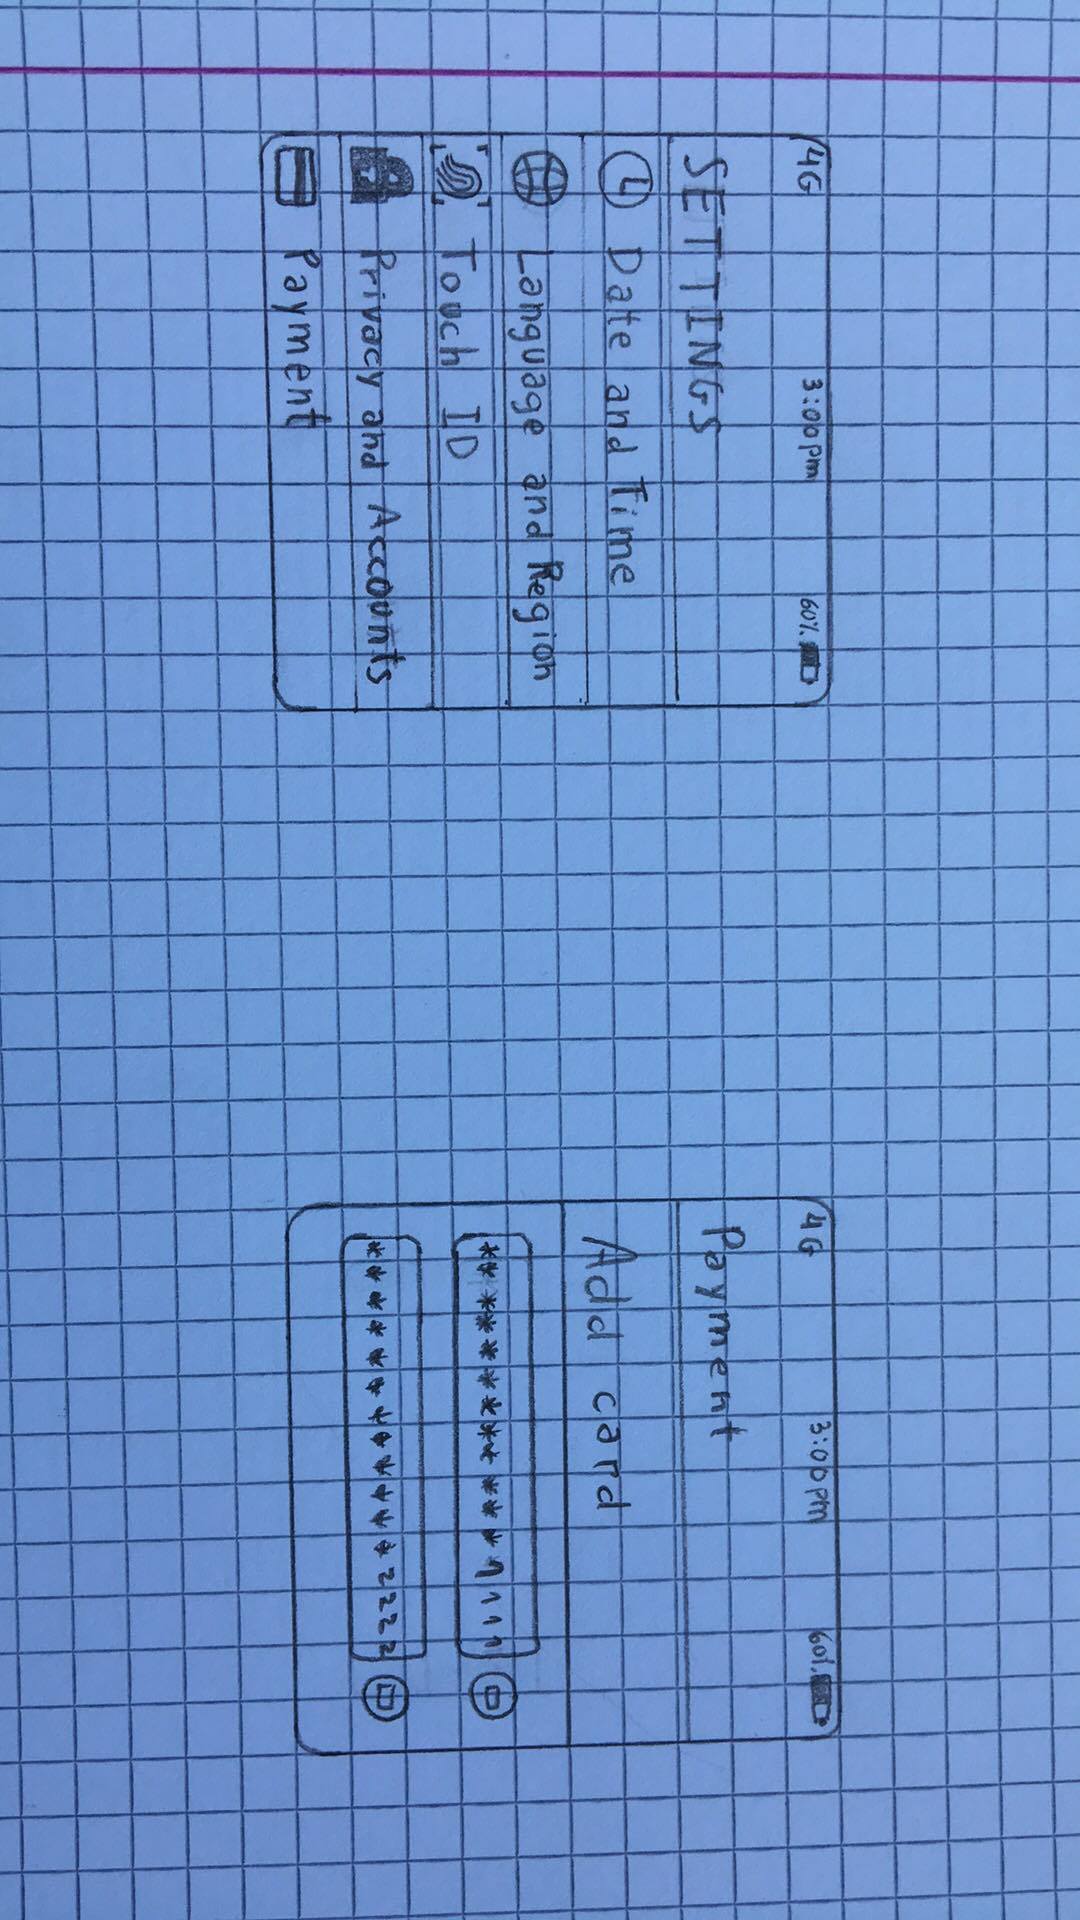 4G 3:00pm 60%
SETTINGS
Date and Time
Language and Region
Touch ID
Privacy and Accounts
Payment
4G 3:00pm 60%
Payment
Add card
************1111
************2222